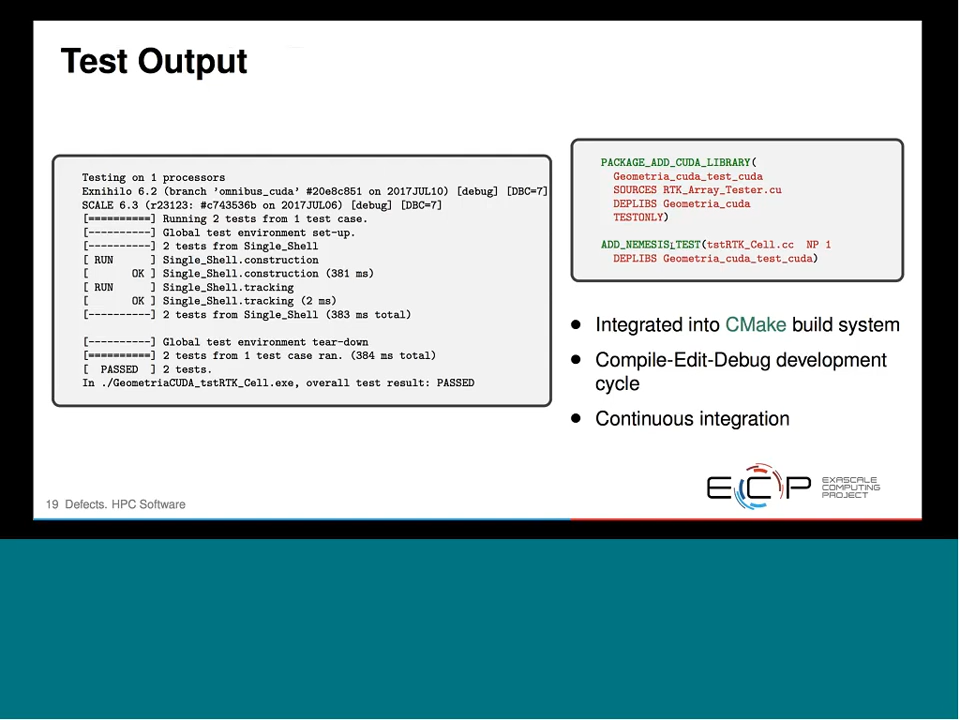 Test Output
Testing on 1 processors
Exnihilo 6.2 (branch 'omnibus_cuda' #20e8c851 on 2017JUL10) [debug] [DBC=7]
SCALE 6.3 (r23123: #c743536b on 2017JUL06) [debug] [DBC=7]
[==========] Running 2 tests from 1 test case.
[----------] Global test environment set-up.
[----------] 2 tests from Single_Shell
[ RUN      ] Single_Shell.construction
[       OK ] Single_Shell.construction (381 ms)
[ RUN      ] Single_Shell.tracking
[       OK ] Single_Shell.tracking (2 ms)
[----------] 2 tests from Single_Shell (383 ms total)
[----------] Global test environment tear-down
[==========] 2 tests from 1 test case ran. (384 ms total)
[  PASSED  ] 2 tests.
In ./GeometriaCUDA_tstRTK_Cell.exe, overall test result: PASSED
PACKAGE_ADD_CUDA_LIBRARY(
Geometria_cuda_test_cuda
SOURCES RTK_Array_Tester.cu
DEPLIBS Geometria_cuda
TESTONLY)
ADD_NEMESIS_TEST(tstRTK_Cell.cc NP 1
DEPLIBS Geometria_cuda_test_cuda)
● Integrated into CMake build system
● Compile-Edit-Debug development
cycle
● Continuous integration
ECP
EXASCALE
COMPUTING
PROJECT
19 Defects. HPC Software